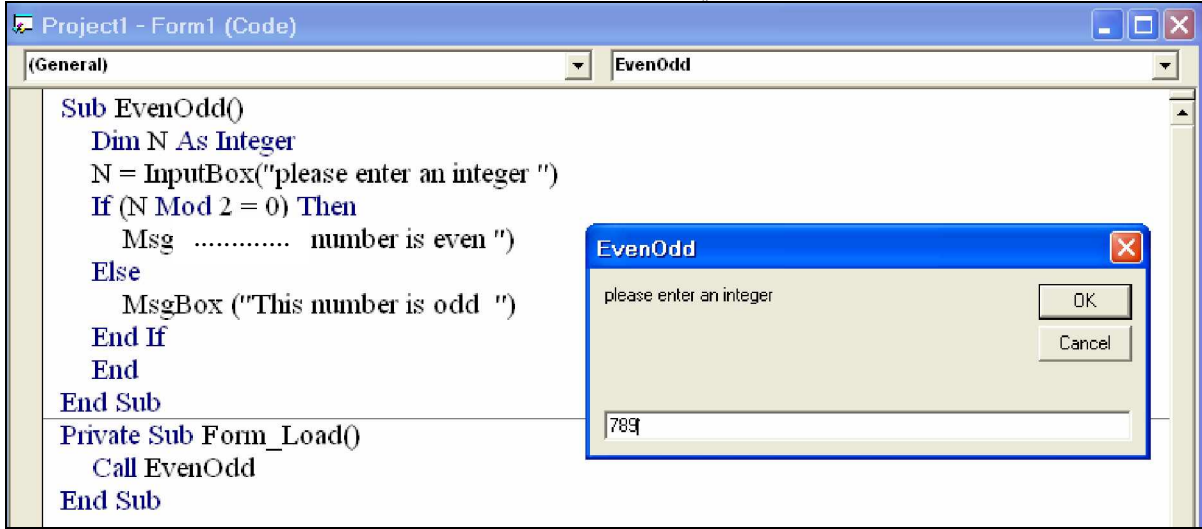 Project1 - Form1 (Code)
(General) EvenOdd
Sub EvenOdd()
Dim N As Integer
N = InputBox("please enter an integer ")
If (N Mod 2 = 0) Then
Msg ............. number is even ")
Else
MsgBox ("This number is odd ")
End If
End
End Sub
Private Sub Form_Load()
Call EvenOdd
End Sub
EvenOdd
please enter an integer
OK
Cancel
789